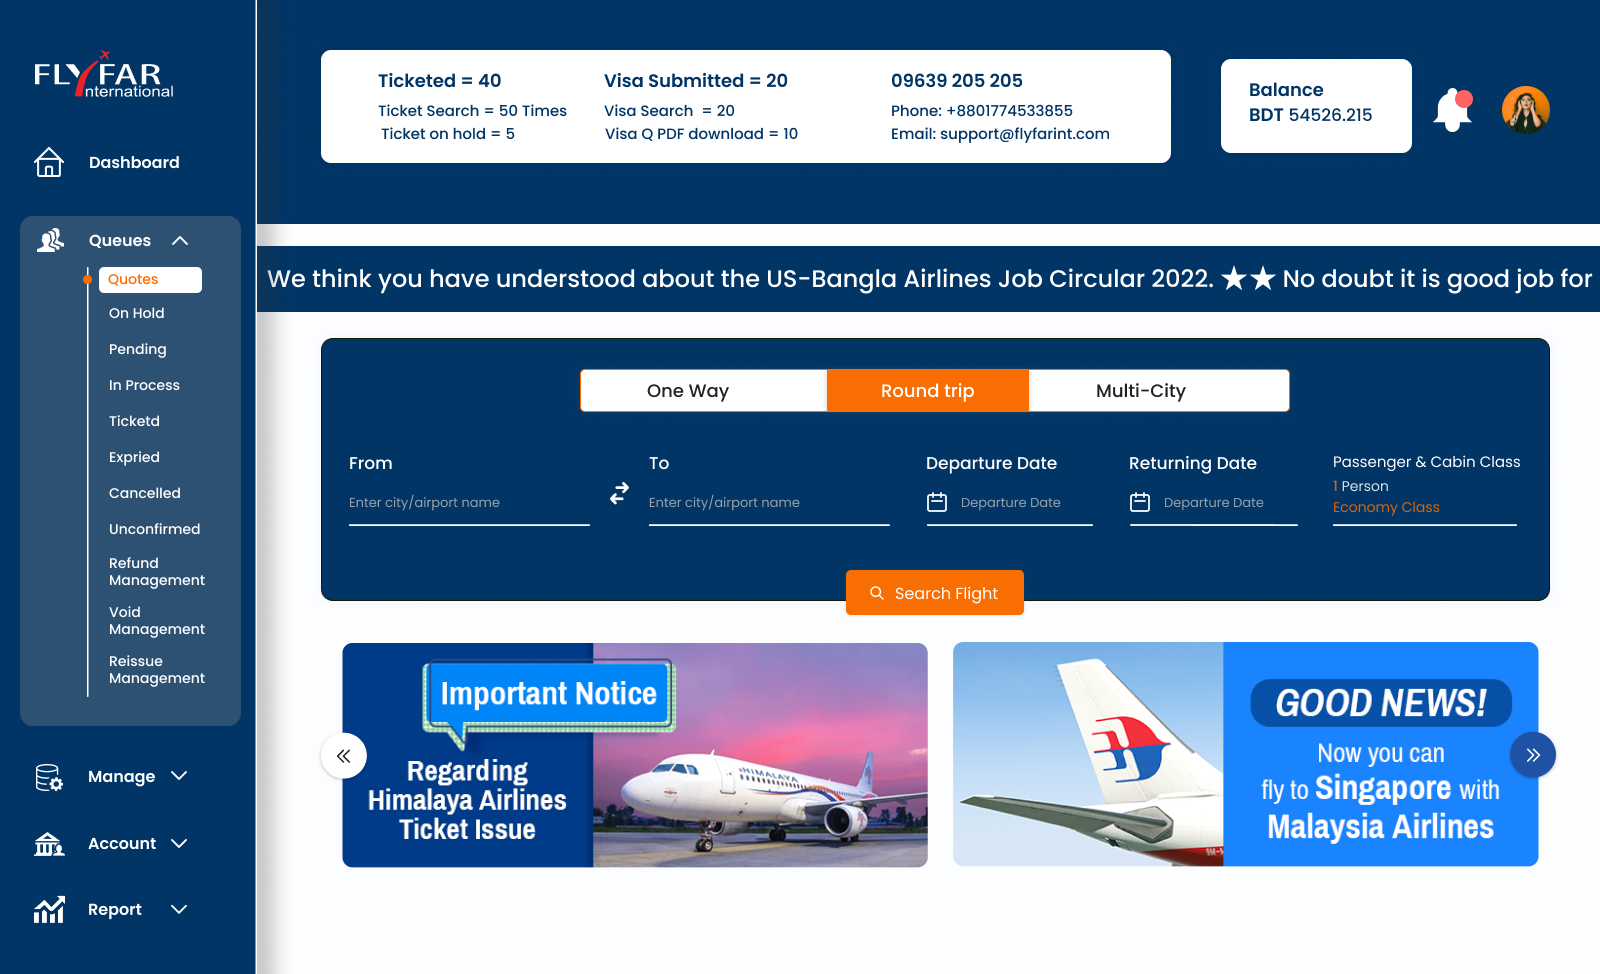 FLYFAR
International
Dashboard
Queues
Quotes
On Hold
Pending
In Process
Ticketd
Expried
Cancelled
Unconfirmed
Refund
Management
Void
Management
Reissue
Management
Manage
Account
Report
Ticketed = 40
Ticket Search = 50 Times
Ticket on hold = 5
Visa Submitted = 20
Visa Search = 20
Visa Q PDF download = 10
09639 205 205
Phone: +8801774533855
Email: support@flyfarint.com
Balance
BDT 54526.215
We think you have understood about the US-Bangla Airlines Job Circular 2022. ★★ No doubt it is good job for
One Way
Round trip
Multi-City
From
Enter city/airport name
To
Enter city/airport name
Departure Date
Departure Date
Returning Date
Departure Date
Passenger & Cabin Class
1 Person
Economy Class
Search Flight
Important Notice
Regarding
Himalaya Airlines
Ticket Issue
HIMALAYA
GOOD NEWS!
Now you can
fly to Singapore with
Malaysia Airlines